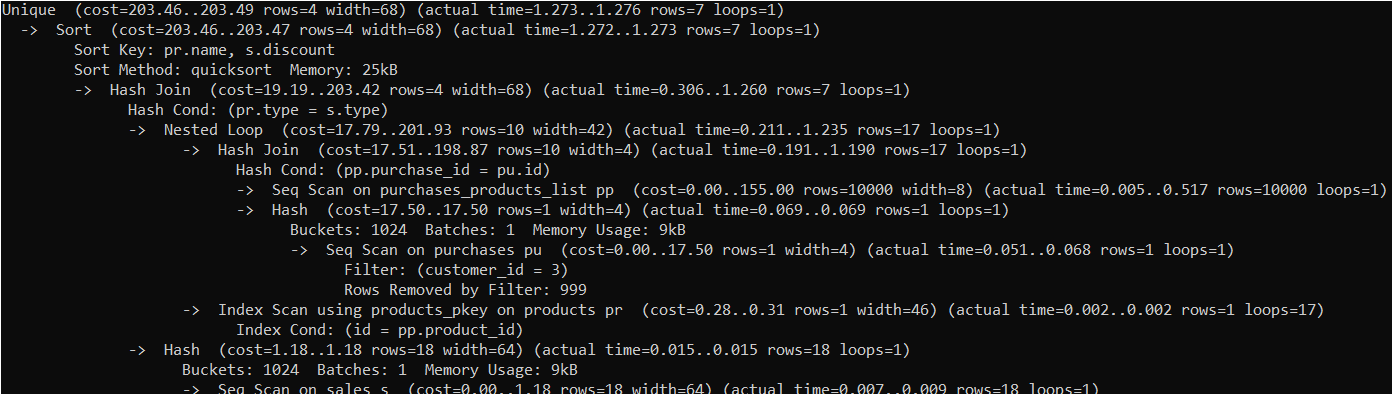 Unique  (cost=203.46..203.49 rows=4 width=68) (actual time=1.273..1.276 rows=7 loops=1)
  ->  Sort  (cost=203.46..203.47 rows=4 width=68) (actual time=1.272..1.273 rows=7 loops=1)
        Sort Key: pr.name, s.discount
        Sort Method: quicksort  Memory: 25kB
        ->  Hash Join  (cost=19.19..203.42 rows=4 width=68) (actual time=0.306..1.260 rows=7 loops=1)
              Hash Cond: (pr.type = s.type)
              ->  Nested Loop  (cost=17.79..201.93 rows=10 width=42) (actual time=0.211..1.235 rows=17 loops=1)
                    ->  Hash Join  (cost=17.51..198.87 rows=10 width=4) (actual time=0.191..1.190 rows=17 loops=1)
                          Hash Cond: (pp.purchase_id = pu.id)
                          ->  Seq Scan on purchases_products_list pp  (cost=0.00..155.00 rows=10000 width=8) (actual time=0.005..0.517 rows=10000 loops=1)
                          ->  Hash  (cost=17.50..17.50 rows=1 width=4) (actual time=0.069..0.069 rows=1 loops=1)
                                Buckets: 1024  Batches: 1  Memory Usage: 9kB
                                ->  Seq Scan on purchases pu  (cost=0.00..17.50 rows=1 width=4) (actual time=0.051..0.068 rows=1 loops=1)
                                      Filter: (customer_id = 3)
                                      Rows Removed by Filter: 999
                    ->  Index Scan using products_pkey on products pr  (cost=0.28..0.31 rows=1 width=46) (actual time=0.002..0.002 rows=1 loops=17)
                          Index Cond: (id = pp.product_id)
              ->  Hash  (cost=1.18..1.18 rows=18 width=64) (actual time=0.015..0.015 rows=18 loops=1)
                    Buckets: 1024  Batches: 1  Memory Usage: 9kB
                    ->  Seq Scan on sales s  (cost=0.00..1.18 rows=18 width=64) (actual time=0.007..0.009 rows=18 loops=1)